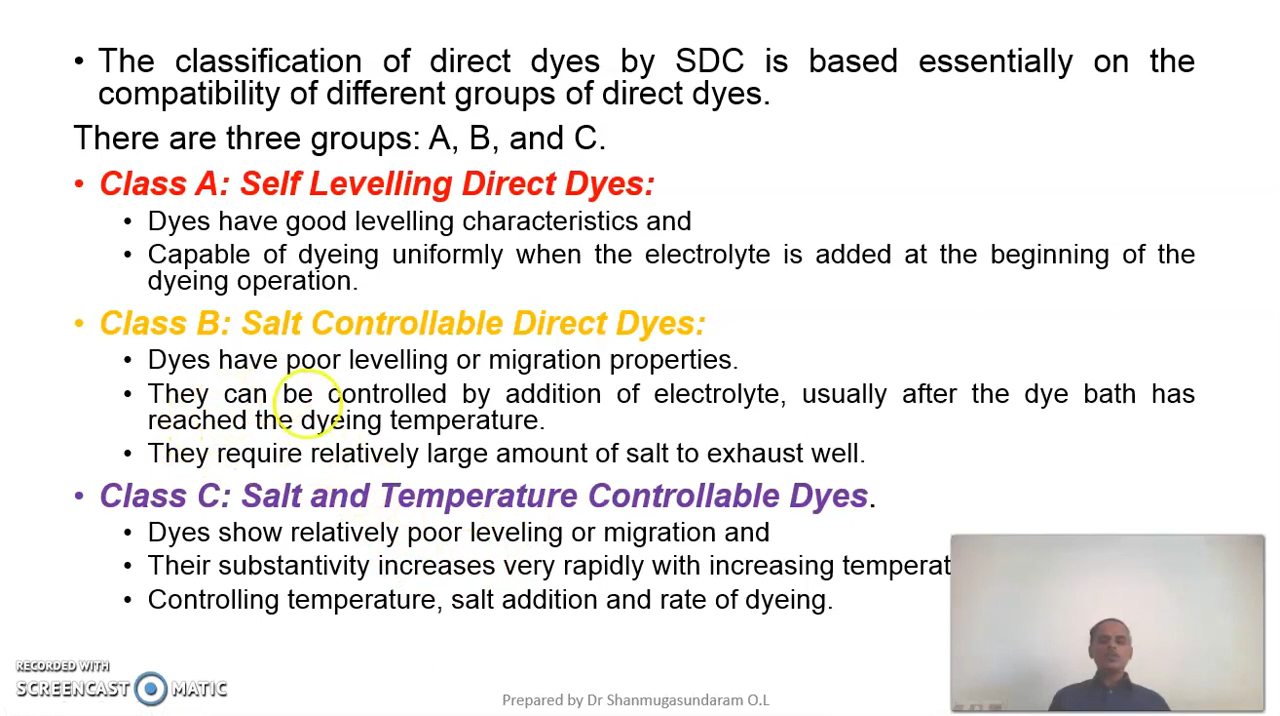 • The classification of direct dyes by SDC is based essentially on the
compatibility of different groups of direct dyes.
There are three groups: A, B, and C.
• Class A: Self Levelling Direct Dyes:
• Dyes have good levelling characteristics and
• Capable of dyeing uniformly when the electrolyte is added at the beginning of the
dyeing operation.
• Class B: Salt Controllable Direct Dyes:
• Dyes have poor levelling or migration properties.
• They can be controlled by addition of electrolyte, usually after the dye bath has
reached the dyeing temperature.
• They require relatively large amount of salt to exhaust well.
• Class C: Salt and Temperature Controllable Dyes.
• Dyes show relatively poor leveling or migration and
• Their substantivity increases very rapidly with increasing temperat
• Controlling temperature, salt addition and rate of dyeing.
RECORDED WITH
SCREENCAST MATIC
Prepared by Dr Shanmugasundaram O.L